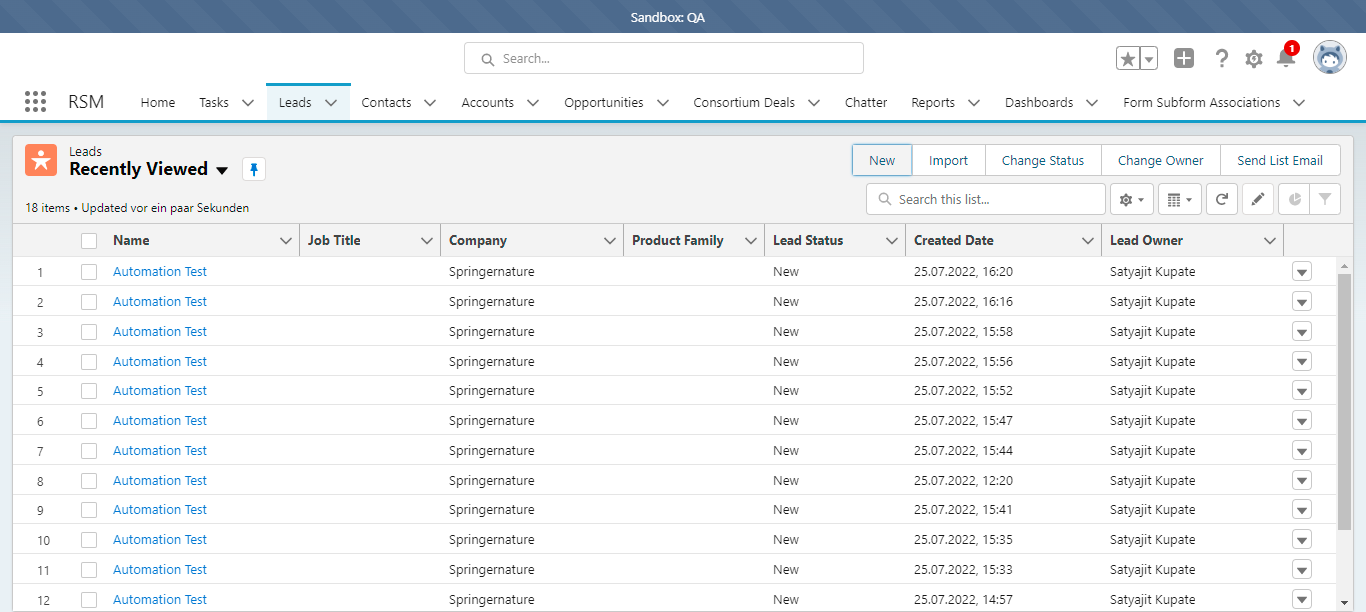 Sandbox: QA
Search...
1
RSM Home Tasks Leads Contacts Accounts Opportunities Consortium Deals Chatter Reports Dashboards Form Subform Associations
Leads
Recently Viewed
New Import Change Status Change Owner Send List Email
18 items • Updated vor ein paar Sekunden
Search this list...
Name Job Title Company Product Family Lead Status Created Date Lead Owner
1 Automation Test Springernature New 25.07.2022, 16:20 Satyajit Kupate
2 Automation Test Springernature New 25.07.2022, 16:16 Satyajit Kupate
3 Automation Test Springernature New 25.07.2022, 15:58 Satyajit Kupate
4 Automation Test Springernature New 25.07.2022, 15:56 Satyajit Kupate
5 Automation Test Springernature New 25.07.2022, 15:52 Satyajit Kupate
6 Automation Test Springernature New 25.07.2022, 15:47 Satyajit Kupate
7 Automation Test Springernature New 25.07.2022, 15:44 Satyajit Kupate
8 Automation Test Springernature New 25.07.2022, 12:20 Satyajit Kupate
9 Automation Test Springernature New 25.07.2022, 15:41 Satyajit Kupate
10 Automation Test Springernature New 25.07.2022, 15:35 Satyajit Kupate
11 Automation Test Springernature New 25.07.2022, 15:33 Satyajit Kupate
12 Automation Test Springernature New 25.07.2022, 14:57 Satyajit Kupate